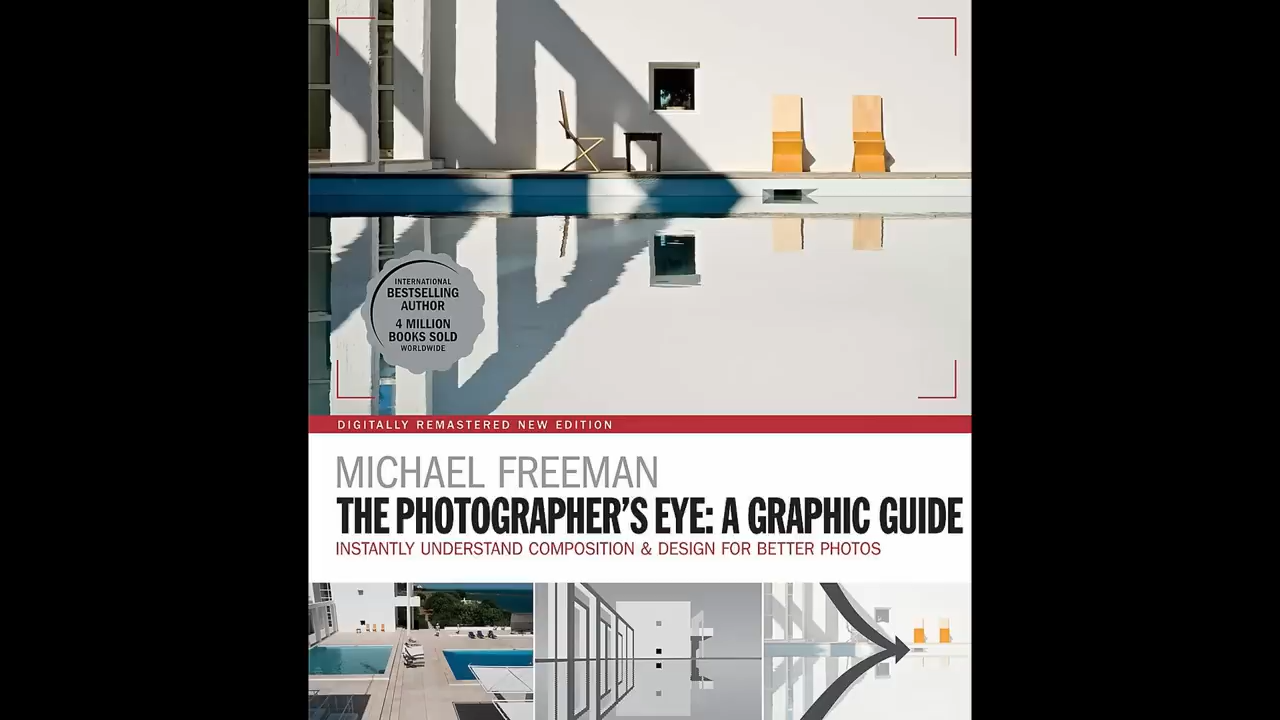 INTERNATIONAL
BESTSELLING
AUTHOR
4 MILLION
BOOKS SOLD
WORLDWIDE
DIGITALLY REMASTERED NEW EDITION
MICHAEL FREEMAN
THE PHOTOGRAPHER'S EYE: A GRAPHIC GUIDE
INSTANTLY UNDERSTAND COMPOSITION & DESIGN FOR BETTER PHOTOS